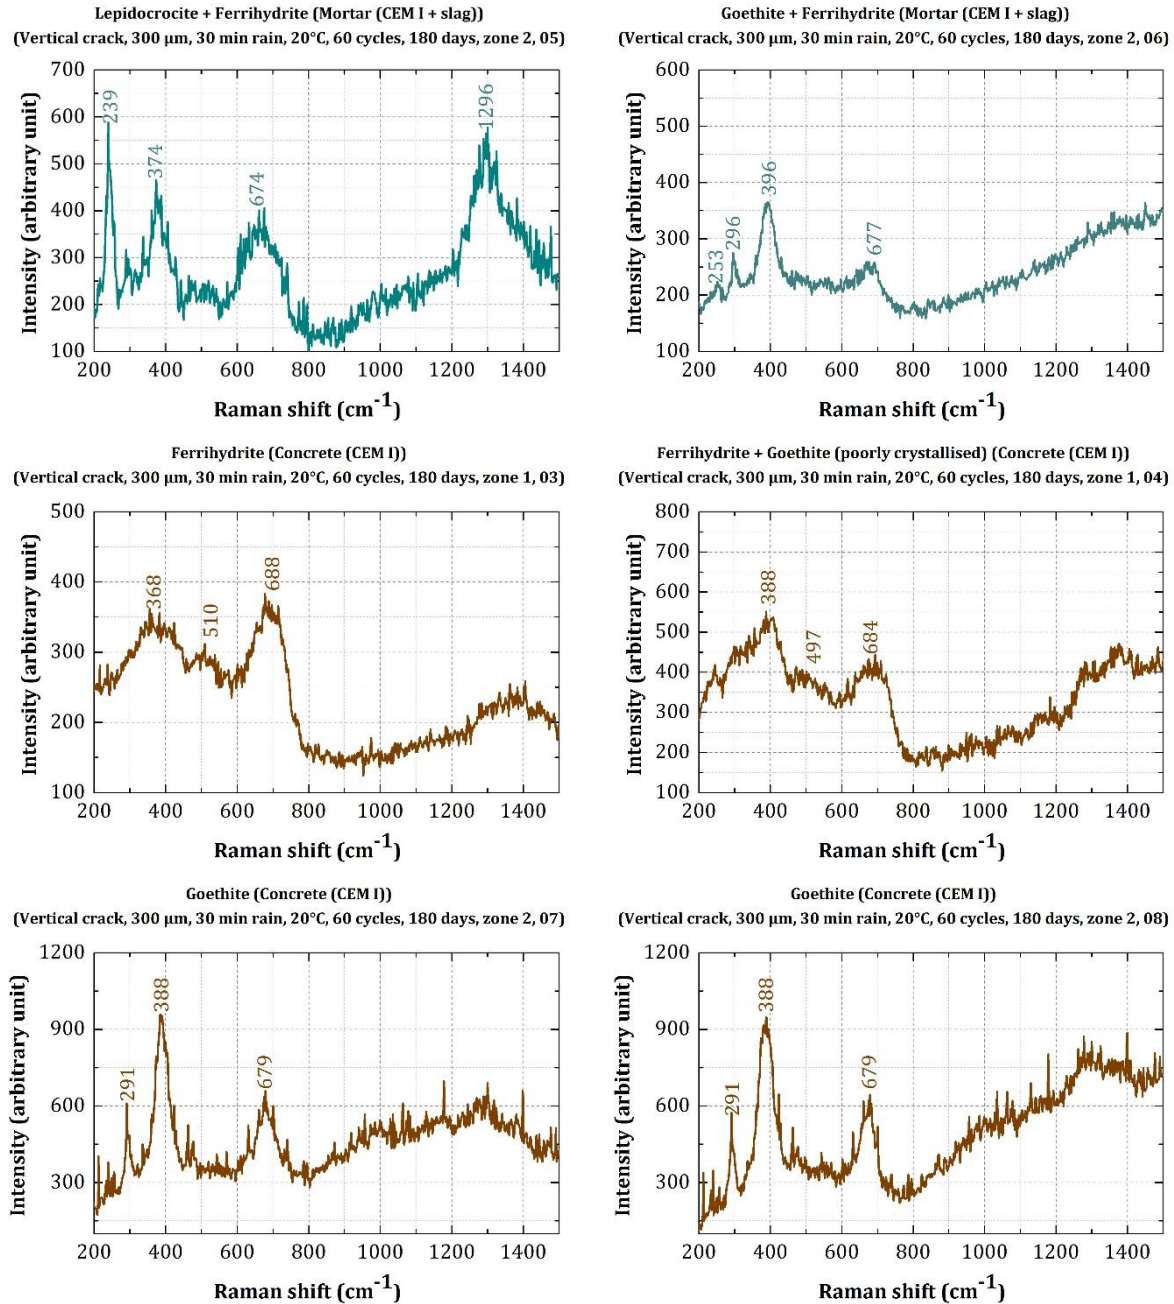 Lepidocrocite + Ferrihydrite (Mortar (CEM I + slag))
(Vertical crack, 300 μm, 30 min rain, 20°C, 60 cycles, 180 days, zone 2, 05)
700
600
500
400
300
200
100
239
374
674
1296
200 400 600 800 1000 1200 1400
Intensity (arbitrary unit)
Raman shift (cm⁻¹)
Goethite + Ferrihydrite (Mortar (CEM I + slag))
(Vertical crack, 300 μm, 30 min rain, 20°C, 60 cycles, 180 days, zone 2, 06)
600
500
400
300
200
100
253
296
396
677
200 400 600 800 1000 1200 1400
Intensity (arbitrary unit)
Raman shift (cm⁻¹)
Ferrihydrite (Concrete (CEM I))
(Vertical crack, 300 μm, 30 min rain, 20°C, 60 cycles, 180 days, zone 1, 03)
500
400
300
200
100
368
510
688
200 400 600 800 1000 1200 1400
Intensity (arbitrary unit)
Raman shift (cm⁻¹)
Ferrihydrite + Goethite (poorly crystallised) (Concrete (CEM I))
(Vertical crack, 300 μm, 30 min rain, 20°C, 60 cycles, 180 days, zone 1, 04)
800
700
600
500
400
300
200
100
388
497
684
200 400 600 800 1000 1200 1400
Intensity (arbitrary unit)
Raman shift (cm⁻¹)
Goethite (Concrete (CEM I))
(Vertical crack, 300 μm, 30 min rain, 20°C, 60 cycles, 180 days, zone 2, 07)
1200
900
600
300
291
388
679
200 400 600 800 1000 1200 1400
Intensity (arbitrary unit)
Raman shift (cm⁻¹)
Goethite (Concrete (CEM I))
(Vertical crack, 300 μm, 30 min rain, 20°C, 60 cycles, 180 days, zone 2, 08)
1200
900
600
300
291
388
679
200 400 600 800 1000 1200 1400
Intensity (arbitrary unit)
Raman shift (cm⁻¹)